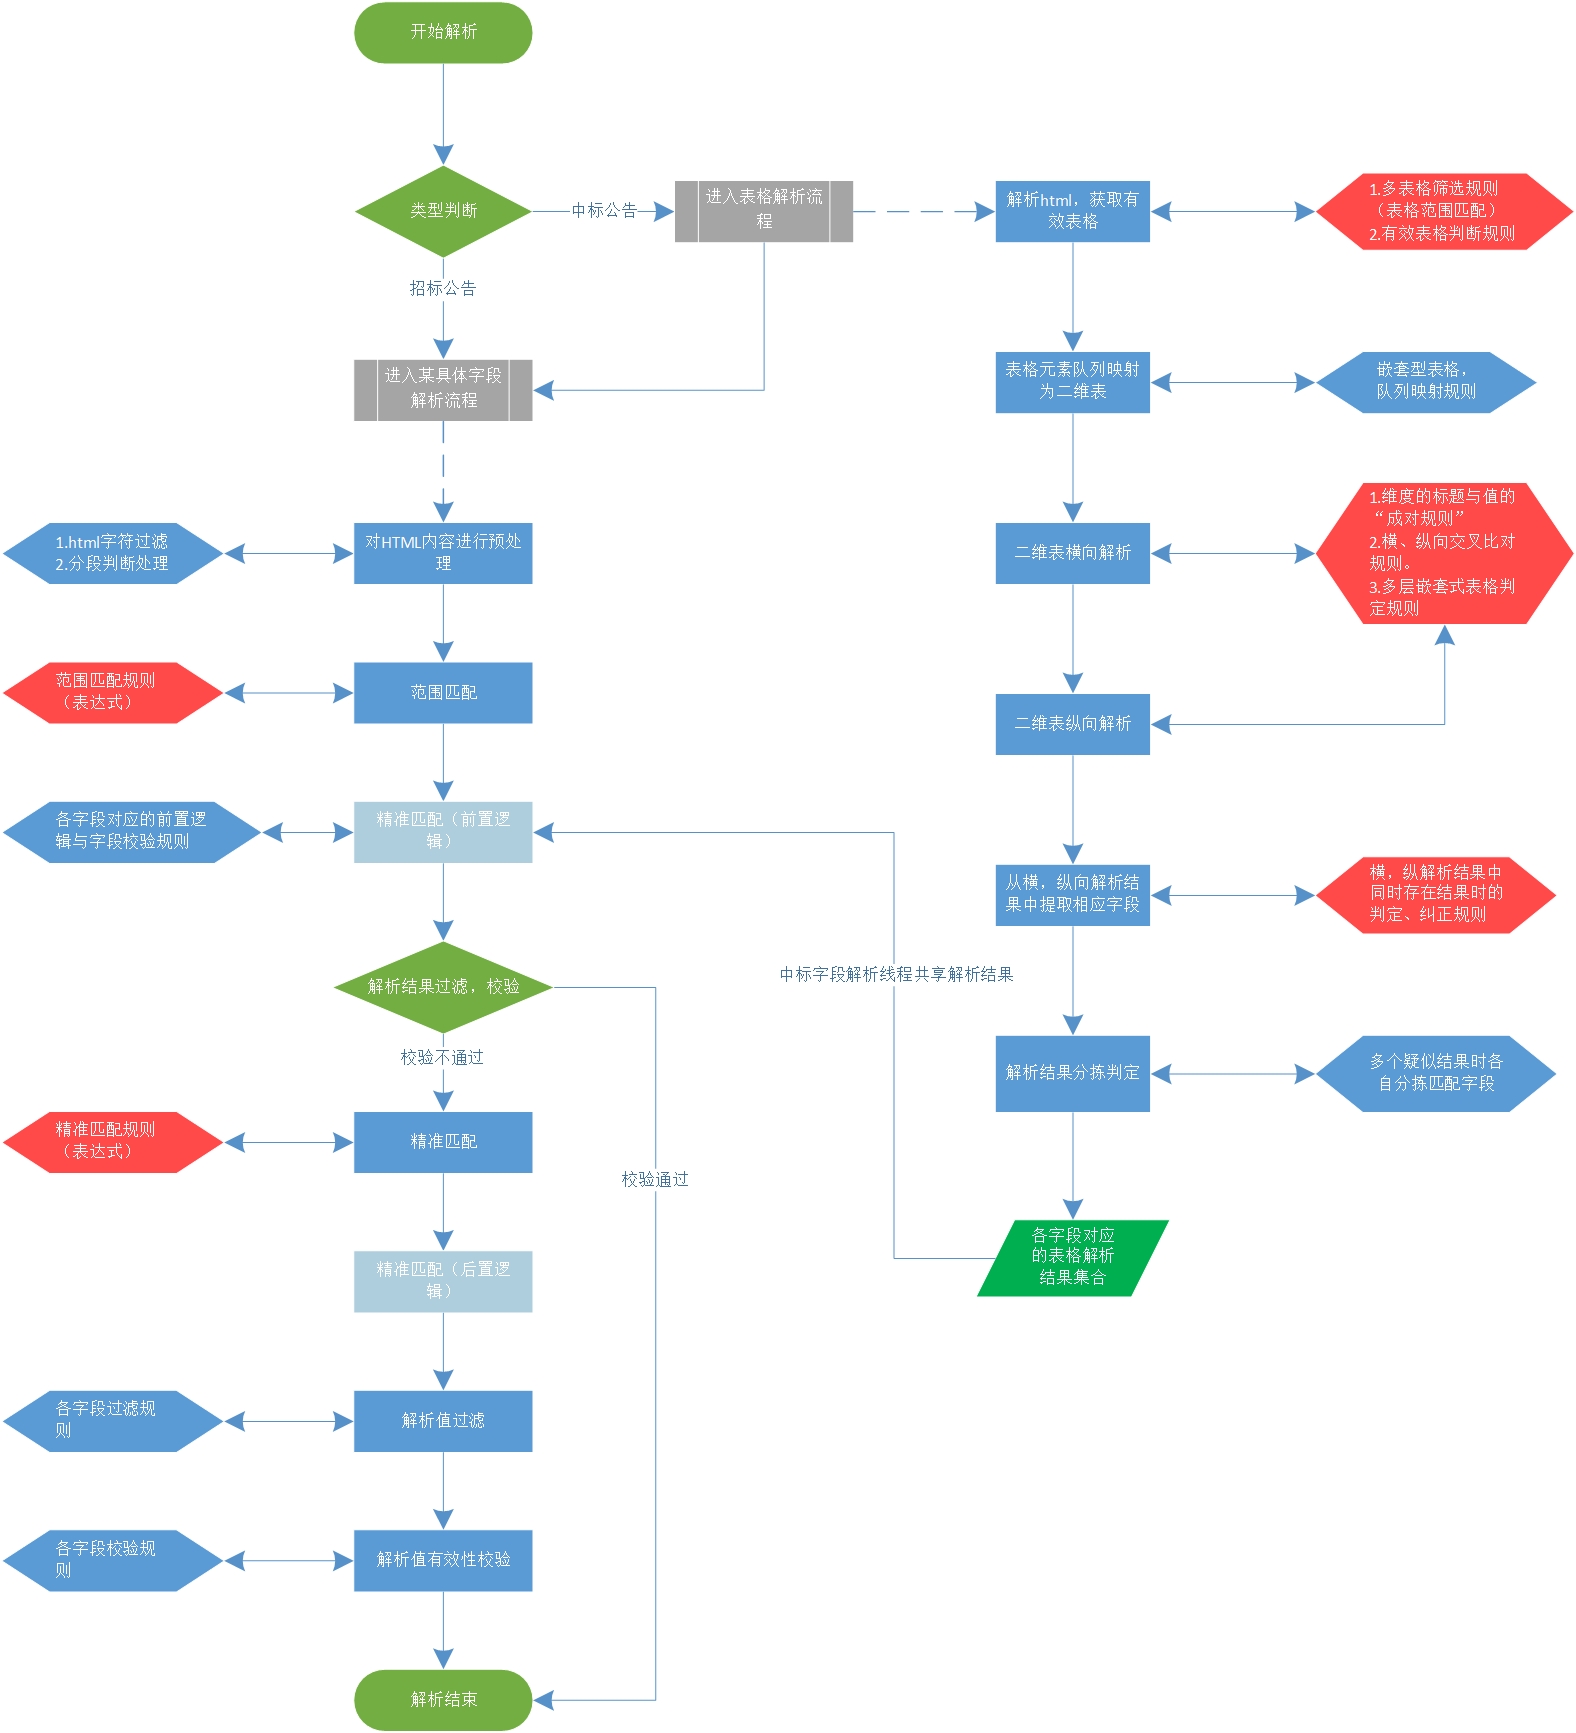 开始解析
类型判断
中标公告
进入表格解析流
程
解析html，获取有
效表格
1.多表格筛选规则
（表格范围匹配）
2.有效表格判断规则
招标公告
进入某具体字段
解析流程
表格元素队列映射
为二维表
嵌套型表格，
队列映射规则
1.html字符过滤
2.分段判断处理
对HTML内容进行预处
理
二维表横向解析
1.维度的标题与值的
“成对规则”
2.横、纵向交叉比对
规则。
3.多层嵌套式表格判
定规则
范围匹配规则
（表达式）
范围匹配
二维表纵向解析
各字段对应的前置逻
辑与字段校验规则
精准匹配（前置逻
辑）
从横，纵向解析结
果中提取相应字段
横，纵解析结果中
同时存在结果时的
判定、纠正规则
解析结果过滤，校验
中标字段解析线程共享解析结果
校验不通过
解析结果分拣判定
多个疑似结果时各
自分拣匹配字段
精准匹配规则
（表达式）
精准匹配
校验通过
精准匹配（后置逻
辑）
各字段对应
的表格解析
结果集合
各字段过滤规
则
解析值过滤
各字段校验规
则
解析值有效性校验
解析结束